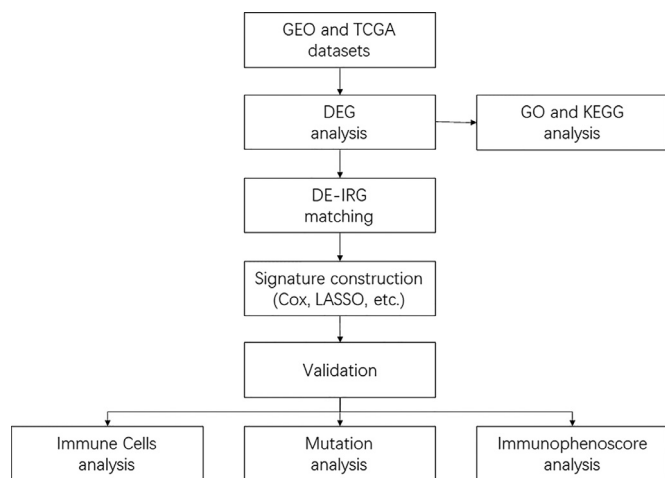 GEO and TCGA
datasets
DEG
analysis
GO and KEGG
analysis
DE-IRG
matching
Signature construction
(Cox, LASSO, etc.)
Validation
Immune Cells
analysis
Mutation
analysis
Immunophenoscore
analysis